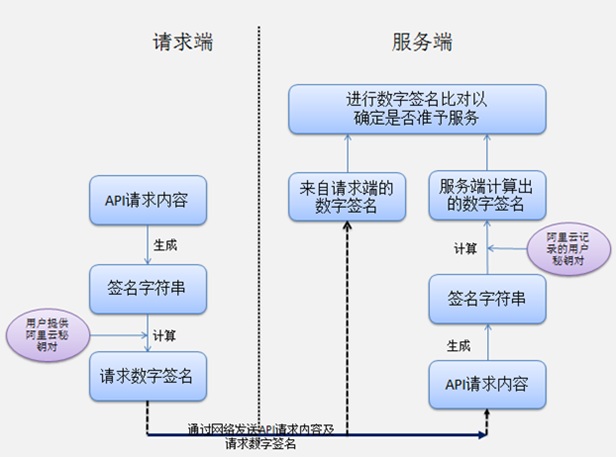 请求端
服务端
进行数字签名比对以
确定是否准予服务
API请求内容
生成
签名字符串
用户提供
阿里云秘
钥对
计算
请求数字签名
来自请求端的
数字签名
服务端计算出
的数字签名
阿里云记
录的用户
秘钥对
计算
签名字符串
生成
API请求内容
通过网络发送API请求内容及
请求数字签名